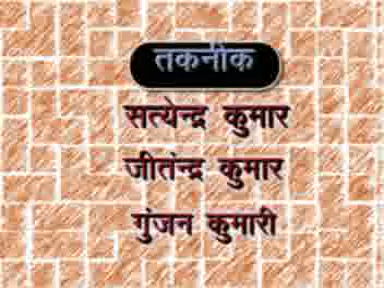 तकनीक
सत्येन्द्र कुमार
जीतंन्द्र कुमार
गुंजन कुमारी